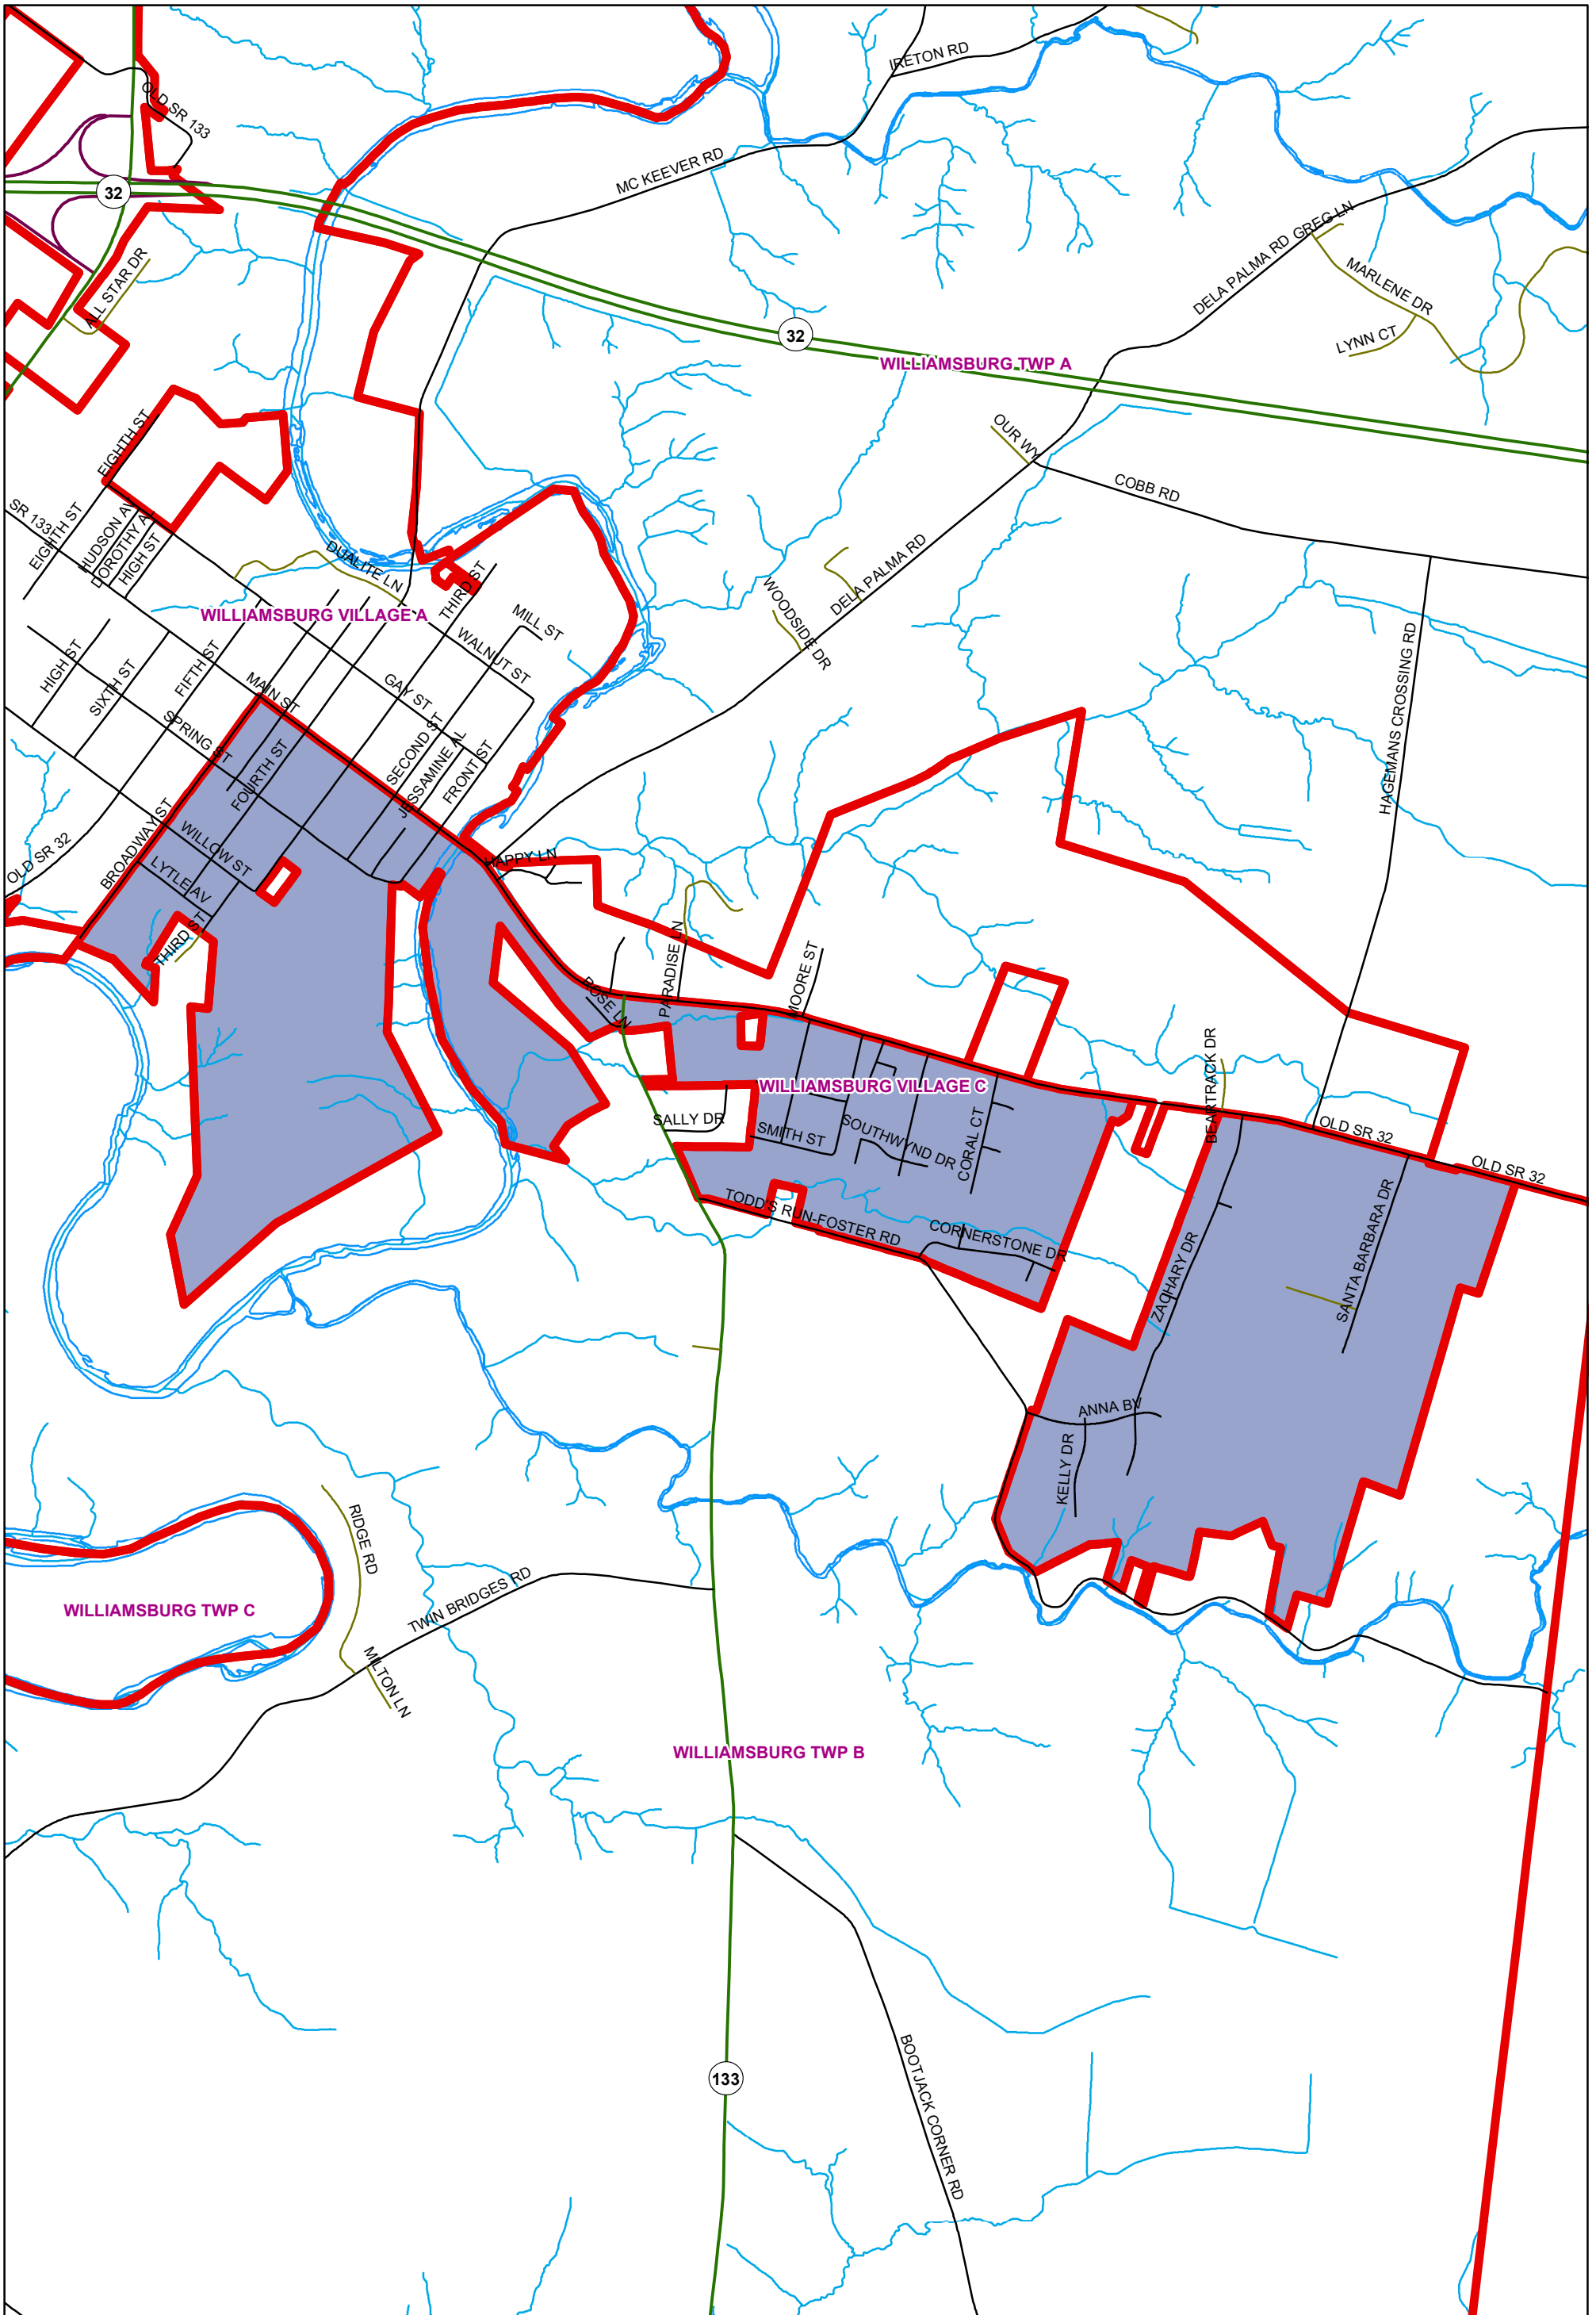 IRETON RD
OLD SR 133
MC KEEVER RD
32
GREG LN
DELA PALMA RD
MARLENE DR
ALL STAR DR
32
LYNN CT
WILLIAMSBURG TWP A
EIGHTH ST
OUR WY
COBB RD
SR 133
EIGHTH ST
HUDSON AV
DOROTHY AV
HIGH ST
DUALITE LN
THIRD ST
DELA PALMA RD
WOODSIDE DR
WILLIAMSBURG VILLAGE A
MILL ST
WALNUT ST
HAGEMANS CROSSING RD
HIGH ST
SIXTH ST
FIFTH ST
MAIN ST
GAY ST
SPRING ST
FOURTH ST
SECOND ST
JESSAMINE AL
FRONT ST
OLD SR 32
BROADWAY ST
WILLOW ST
LYTLE AV
HAPPY LN
THIRD ST
ROSE LN
PARADISE LN
MOORE ST
BEARTRACK DR
WILLIAMSBURG VILLAGE C
SALLY DR
SMITH ST
SOUTHWYND DR
CORAL CT
OLD SR 32
OLD SR 32
TODD'S RUN-FOSTER RD
CORNERSTONE DR
ZACHARY DR
SANTA BARBARA DR
ANNA BV
KELLY DR
RIDGE RD
TWIN BRIDGES RD
WILLIAMSBURG TWP C
MILTON LN
WILLIAMSBURG TWP B
133
BOOTJACK CORNER RD